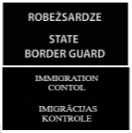 ROBEŽSARDZE
STATE
BORDER GUARD
IMMIGRATION
CONTOL
IMIGRĀCIJAS
KONTROLE